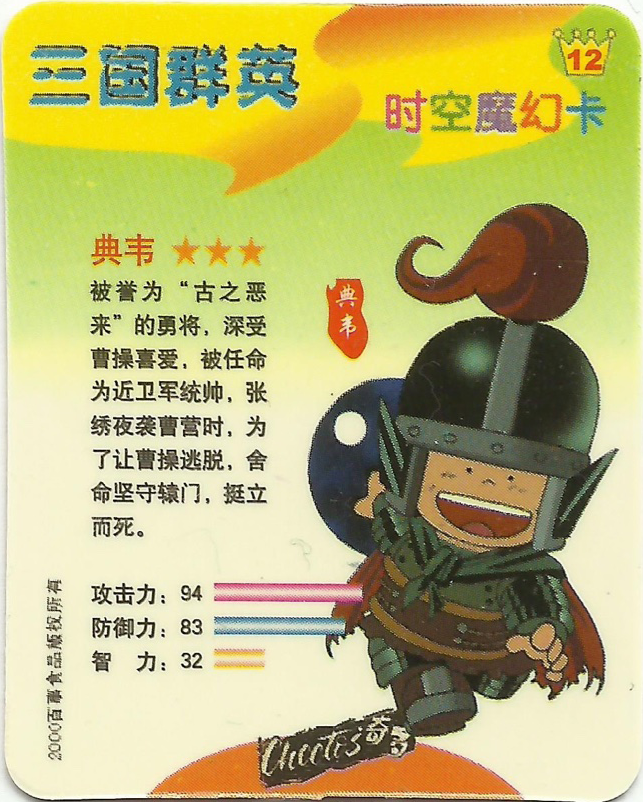 三国群英
12
时空魔幻卡
典韦 ★★★
典韦
被誉为“古之恶
来”的勇将，深受
曹操喜爱，被任命
为近卫军统帅，张
绣夜袭曹营时，为
了让曹操逃脱，舍
命坚守辕门，挺立
而死。
攻击力：94
防御力：83
智 力：32
2000百事食品版权所有
Cheetos奇多